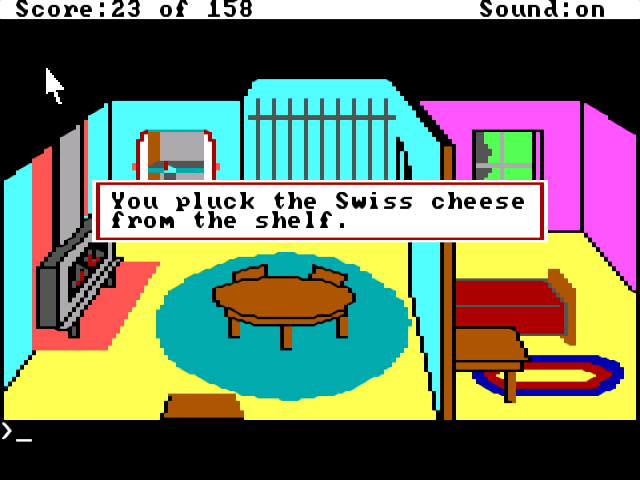 Score:23 of 158 Sound:on
You pluck the Swiss cheese
from the shelf.
>_